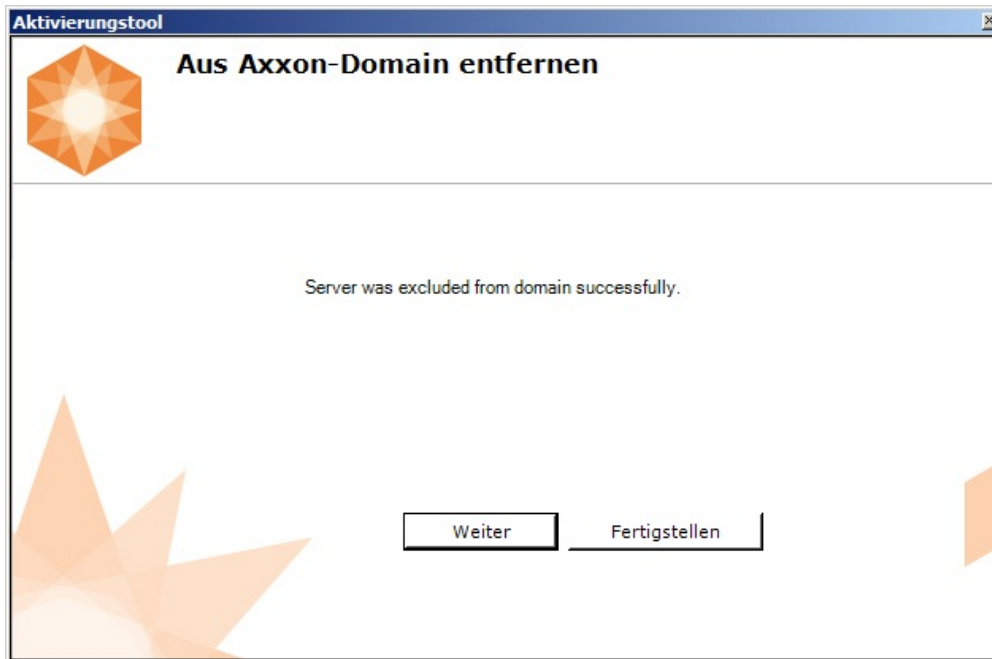 Aktivierungstool
Aus Axxon-Domain entfernen
Server was excluded from domain successfully.
Weiter
Fertigstellen